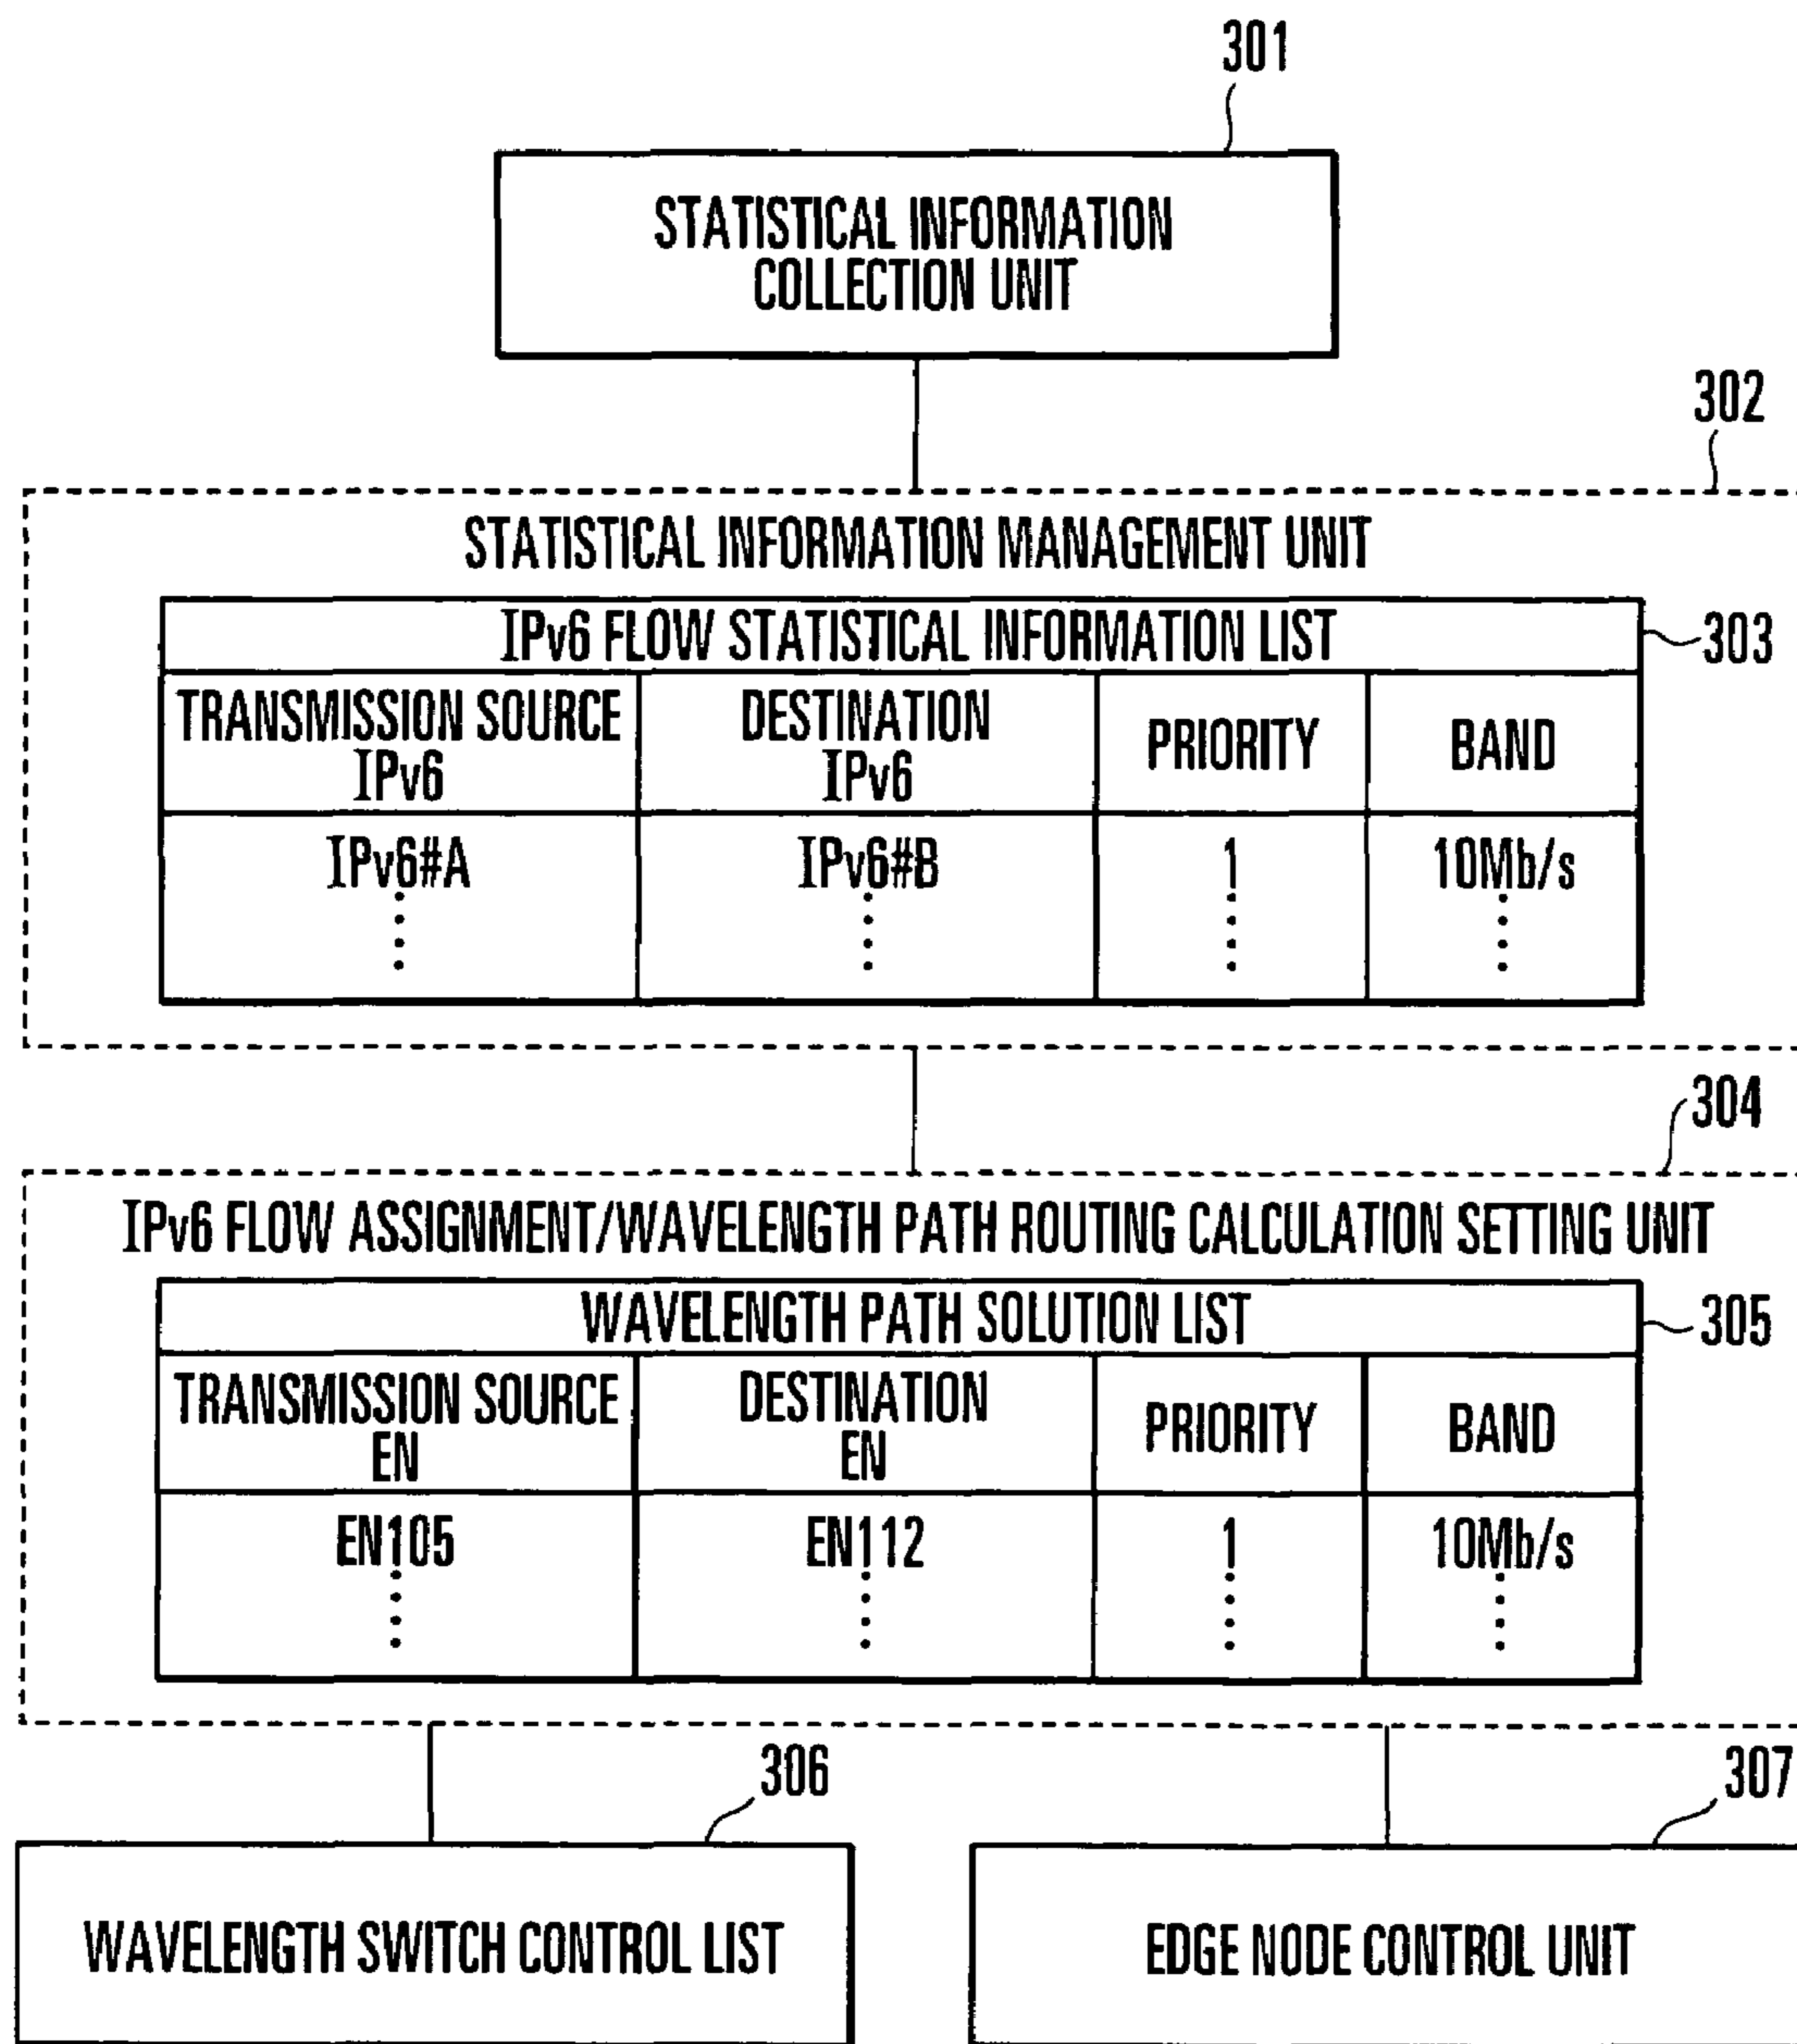 301
STATISTICAL INFORMATION
COLLECTION UNIT
302
STATISTICAL INFORMATION MANAGEMENT UNIT
IPv6 FLOW STATISTICAL INFORMATION LIST
303
TRANSMISSION SOURCE
IPv6
DESTINATION
IPv6
PRIORITY
BAND
IPv6#A
IPv6#B
1
10Mb/s
304
IPv6 FLOW ASSIGNMENT/WAVELENGTH PATH ROUTING CALCULATION SETTING UNIT
WAVELENGTH PATH SOLUTION LIST
305
TRANSMISSION SOURCE
EN
DESTINATION
EN
PRIORITY
BAND
EN105
EN112
1
10Mb/s
306
307
WAVELENGTH SWITCH CONTROL LIST
EDGE NODE CONTROL UNIT